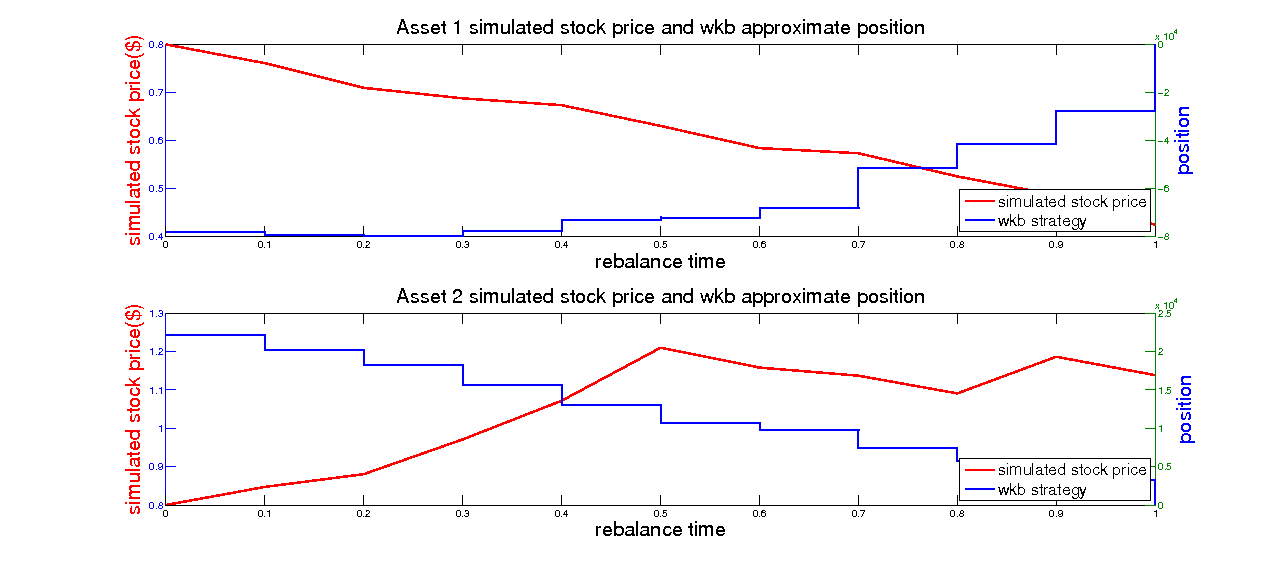 Asset 1 simulated stock price and wkb approximate position
x 10^4
0.8
0.7
0.6
0.5
0.4
simulated stock price($)
0
−2
−4
−6
−8
position
simulated stock price
wkb strategy
0 0.1 0.2 0.3 0.4 0.5 0.6 0.7 0.8 0.9 1
rebalance time
Asset 2 simulated stock price and wkb approximate position
x 10^4
1.3
1.2
1.1
1
0.9
0.8
simulated stock price($)
2.5
2
1.5
1
0.5
0
position
simulated stock price
wkb strategy
0 0.1 0.2 0.3 0.4 0.5 0.6 0.7 0.8 0.9 1
rebalance time